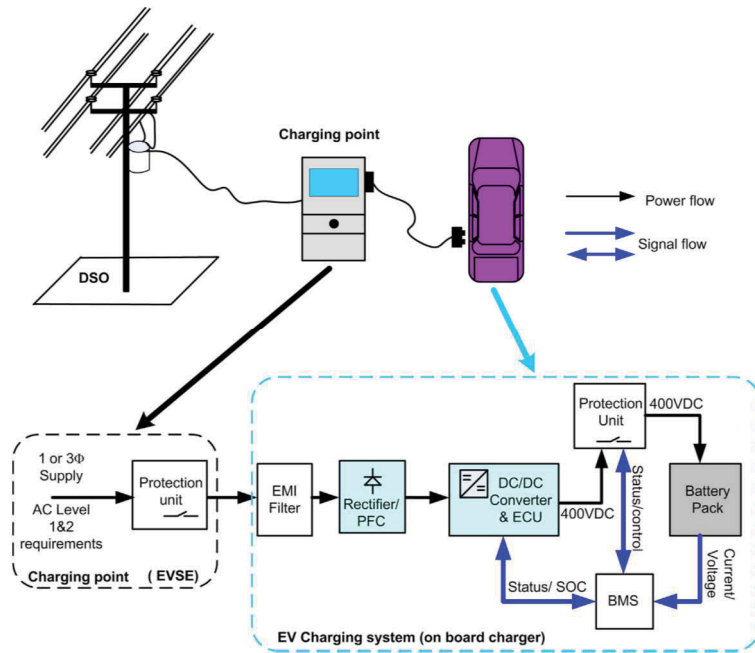 Charging point
Power flow
Signal flow
DSO
Protection
Unit
400VDC
1 or 3Φ
Supply
AC Level
1&2
requirements
Protection
unit
EMI
Filter
Rectifier/
PFC
DC/DC
Converter
& ECU
400VDC
Status/control
Battery
Pack
Current/
Voltage
Status/ SOC
BMS
Charging point (EVSE)
EV Charging system (on board charger)